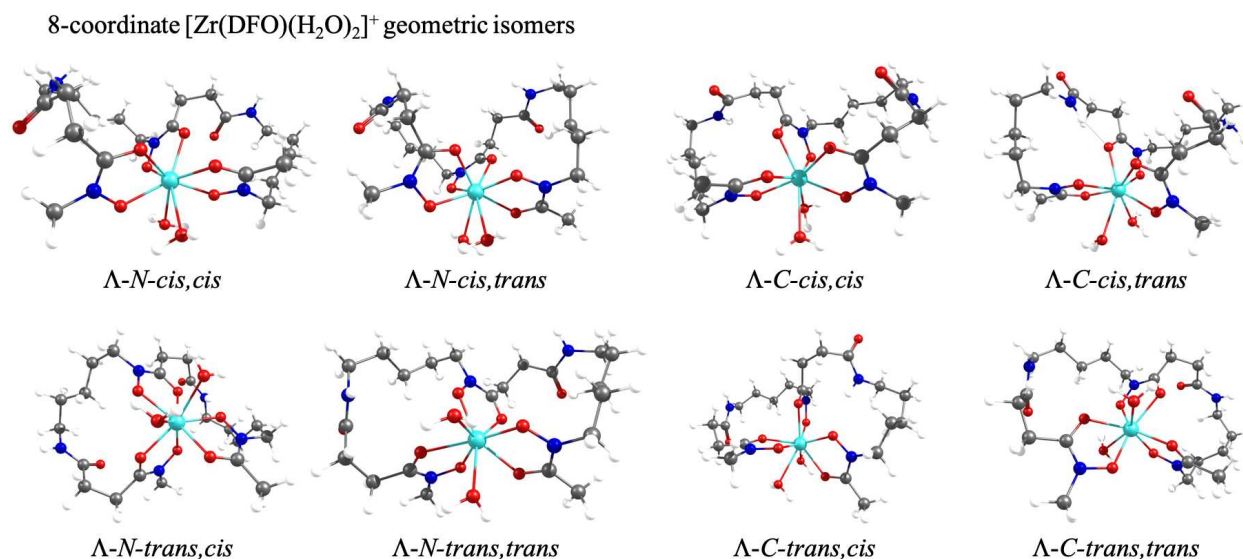 8-coordinate [Zr(DFO)(H₂O)₂]⁺ geometric isomers
Λ-N-cis,cis
Λ-N-cis,trans
Λ-C-cis,cis
Λ-C-cis,trans
Λ-N-trans,cis
Λ-N-trans,trans
Λ-C-trans,cis
Λ-C-trans,trans